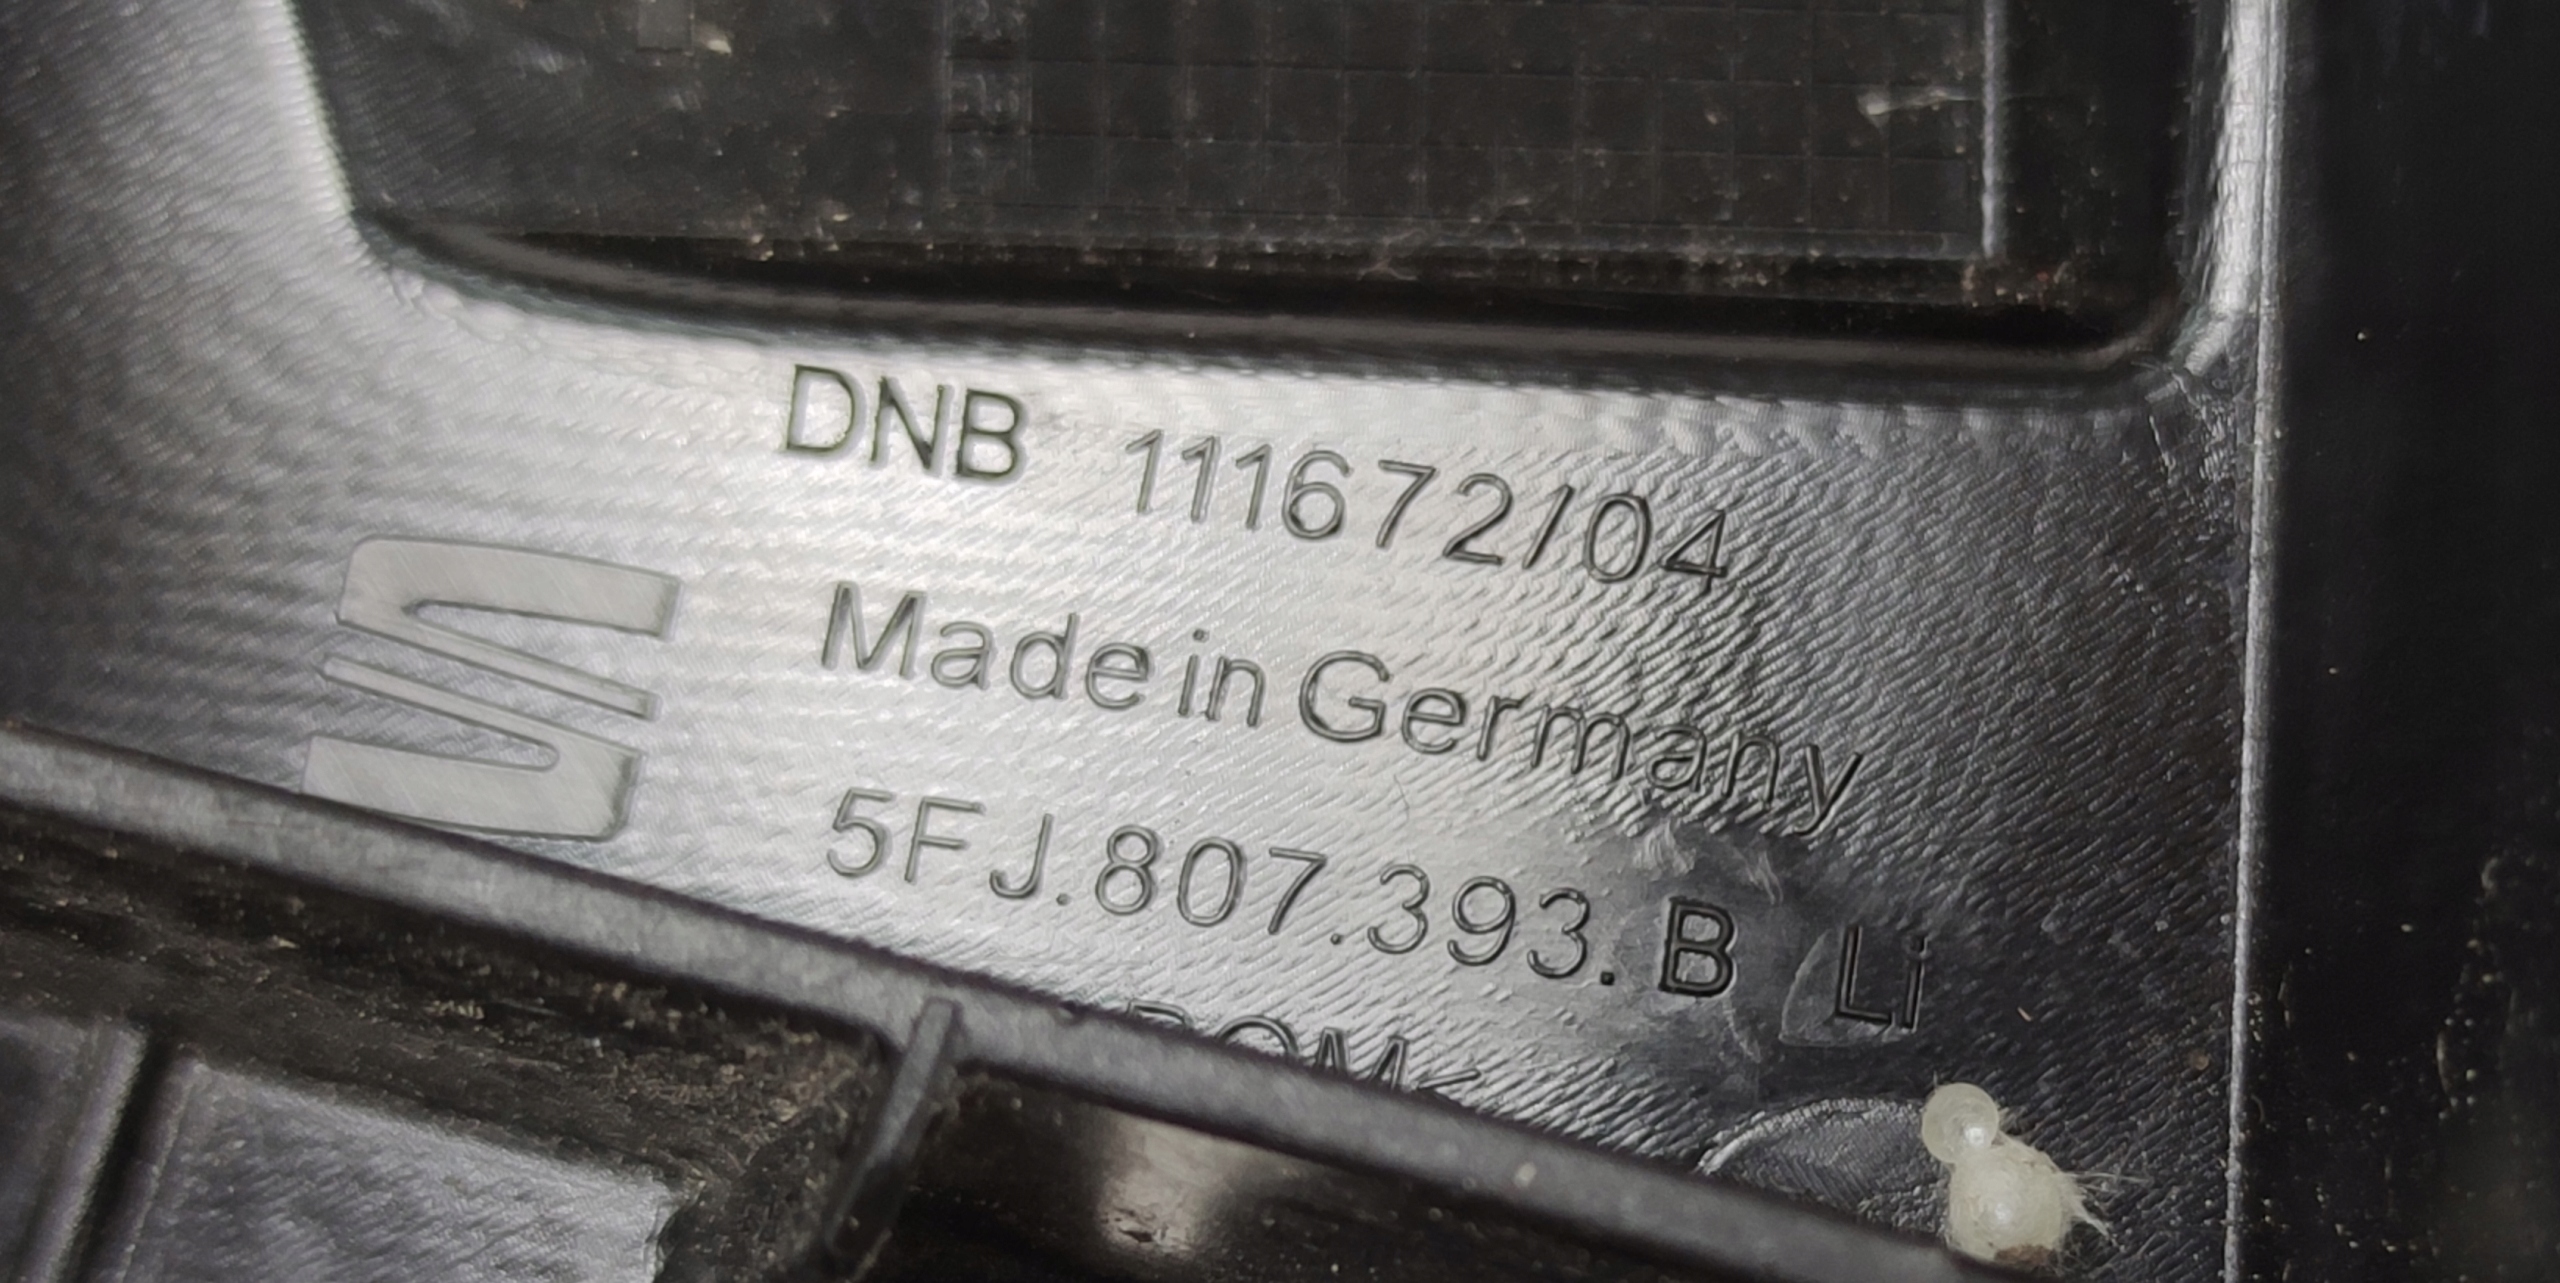 DNB 111672/04
Made in Germany
5FJ.807.393.B Li